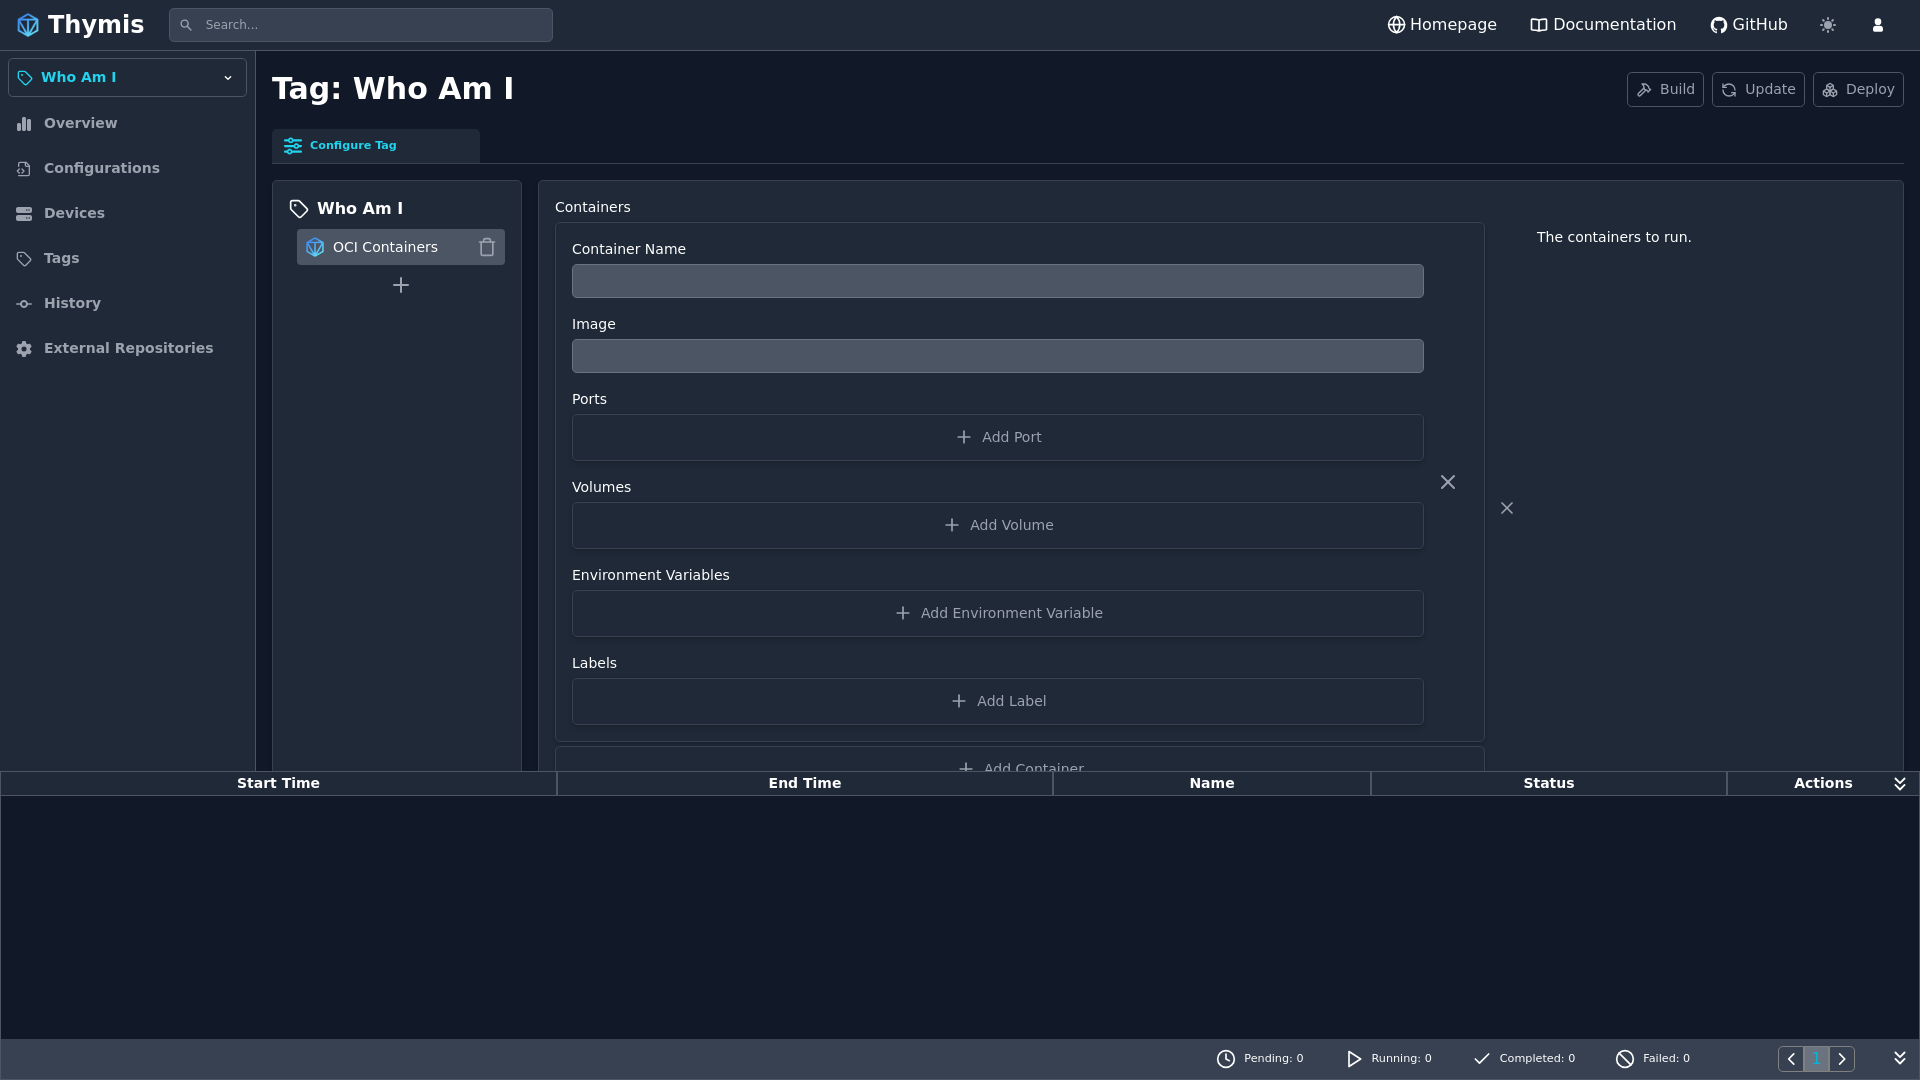 Thymis
Search...
Homepage
Documentation
GitHub
Who Am I
Overview
Configurations
Devices
Tags
History
External Repositories
Tag: Who Am I
Build
Update
Deploy
Configure Tag
Who Am I
OCI Containers
Containers
Container Name
Image
Ports
Add Port
Volumes
Add Volume
Environment Variables
Add Environment Variable
Labels
Add Label
Add Container
The containers to run.
Start Time
End Time
Name
Status
Actions
Pending: 0
Running: 0
Completed: 0
Failed: 0
1